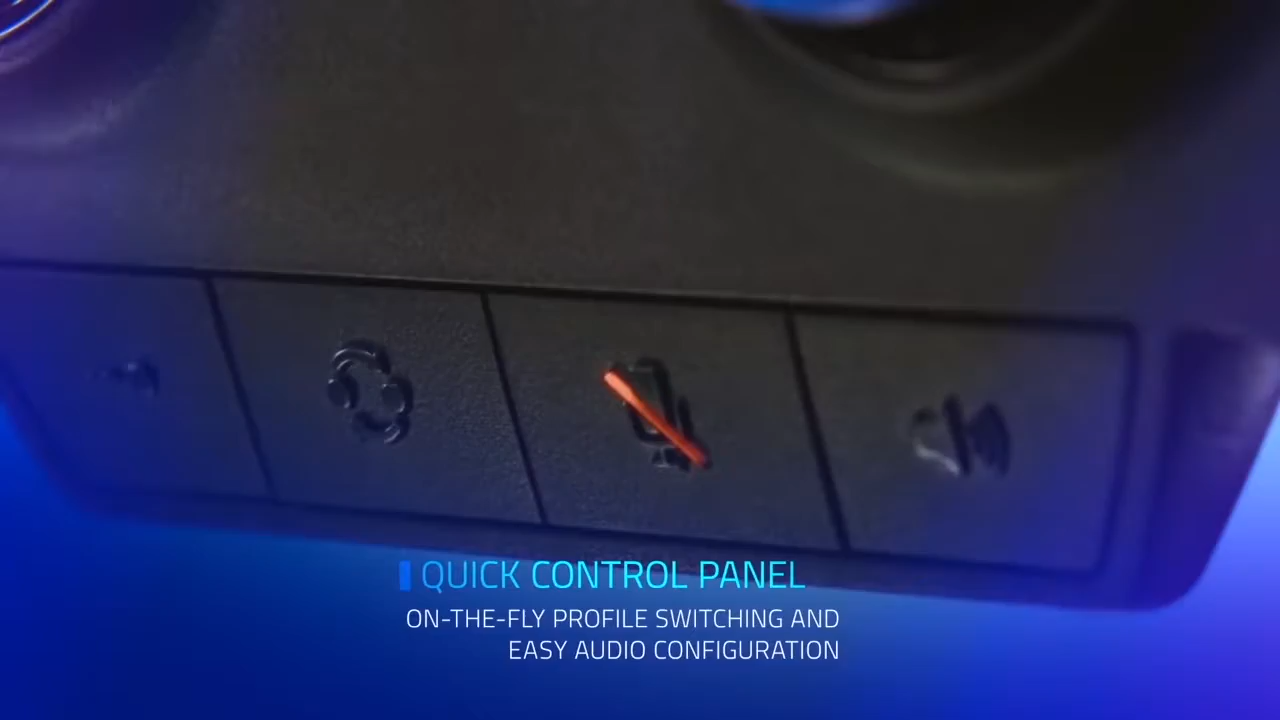 QUICK CONTROL PANEL
ON-THE-FLY PROFILE SWITCHING AND
EASY AUDIO CONFIGURATION